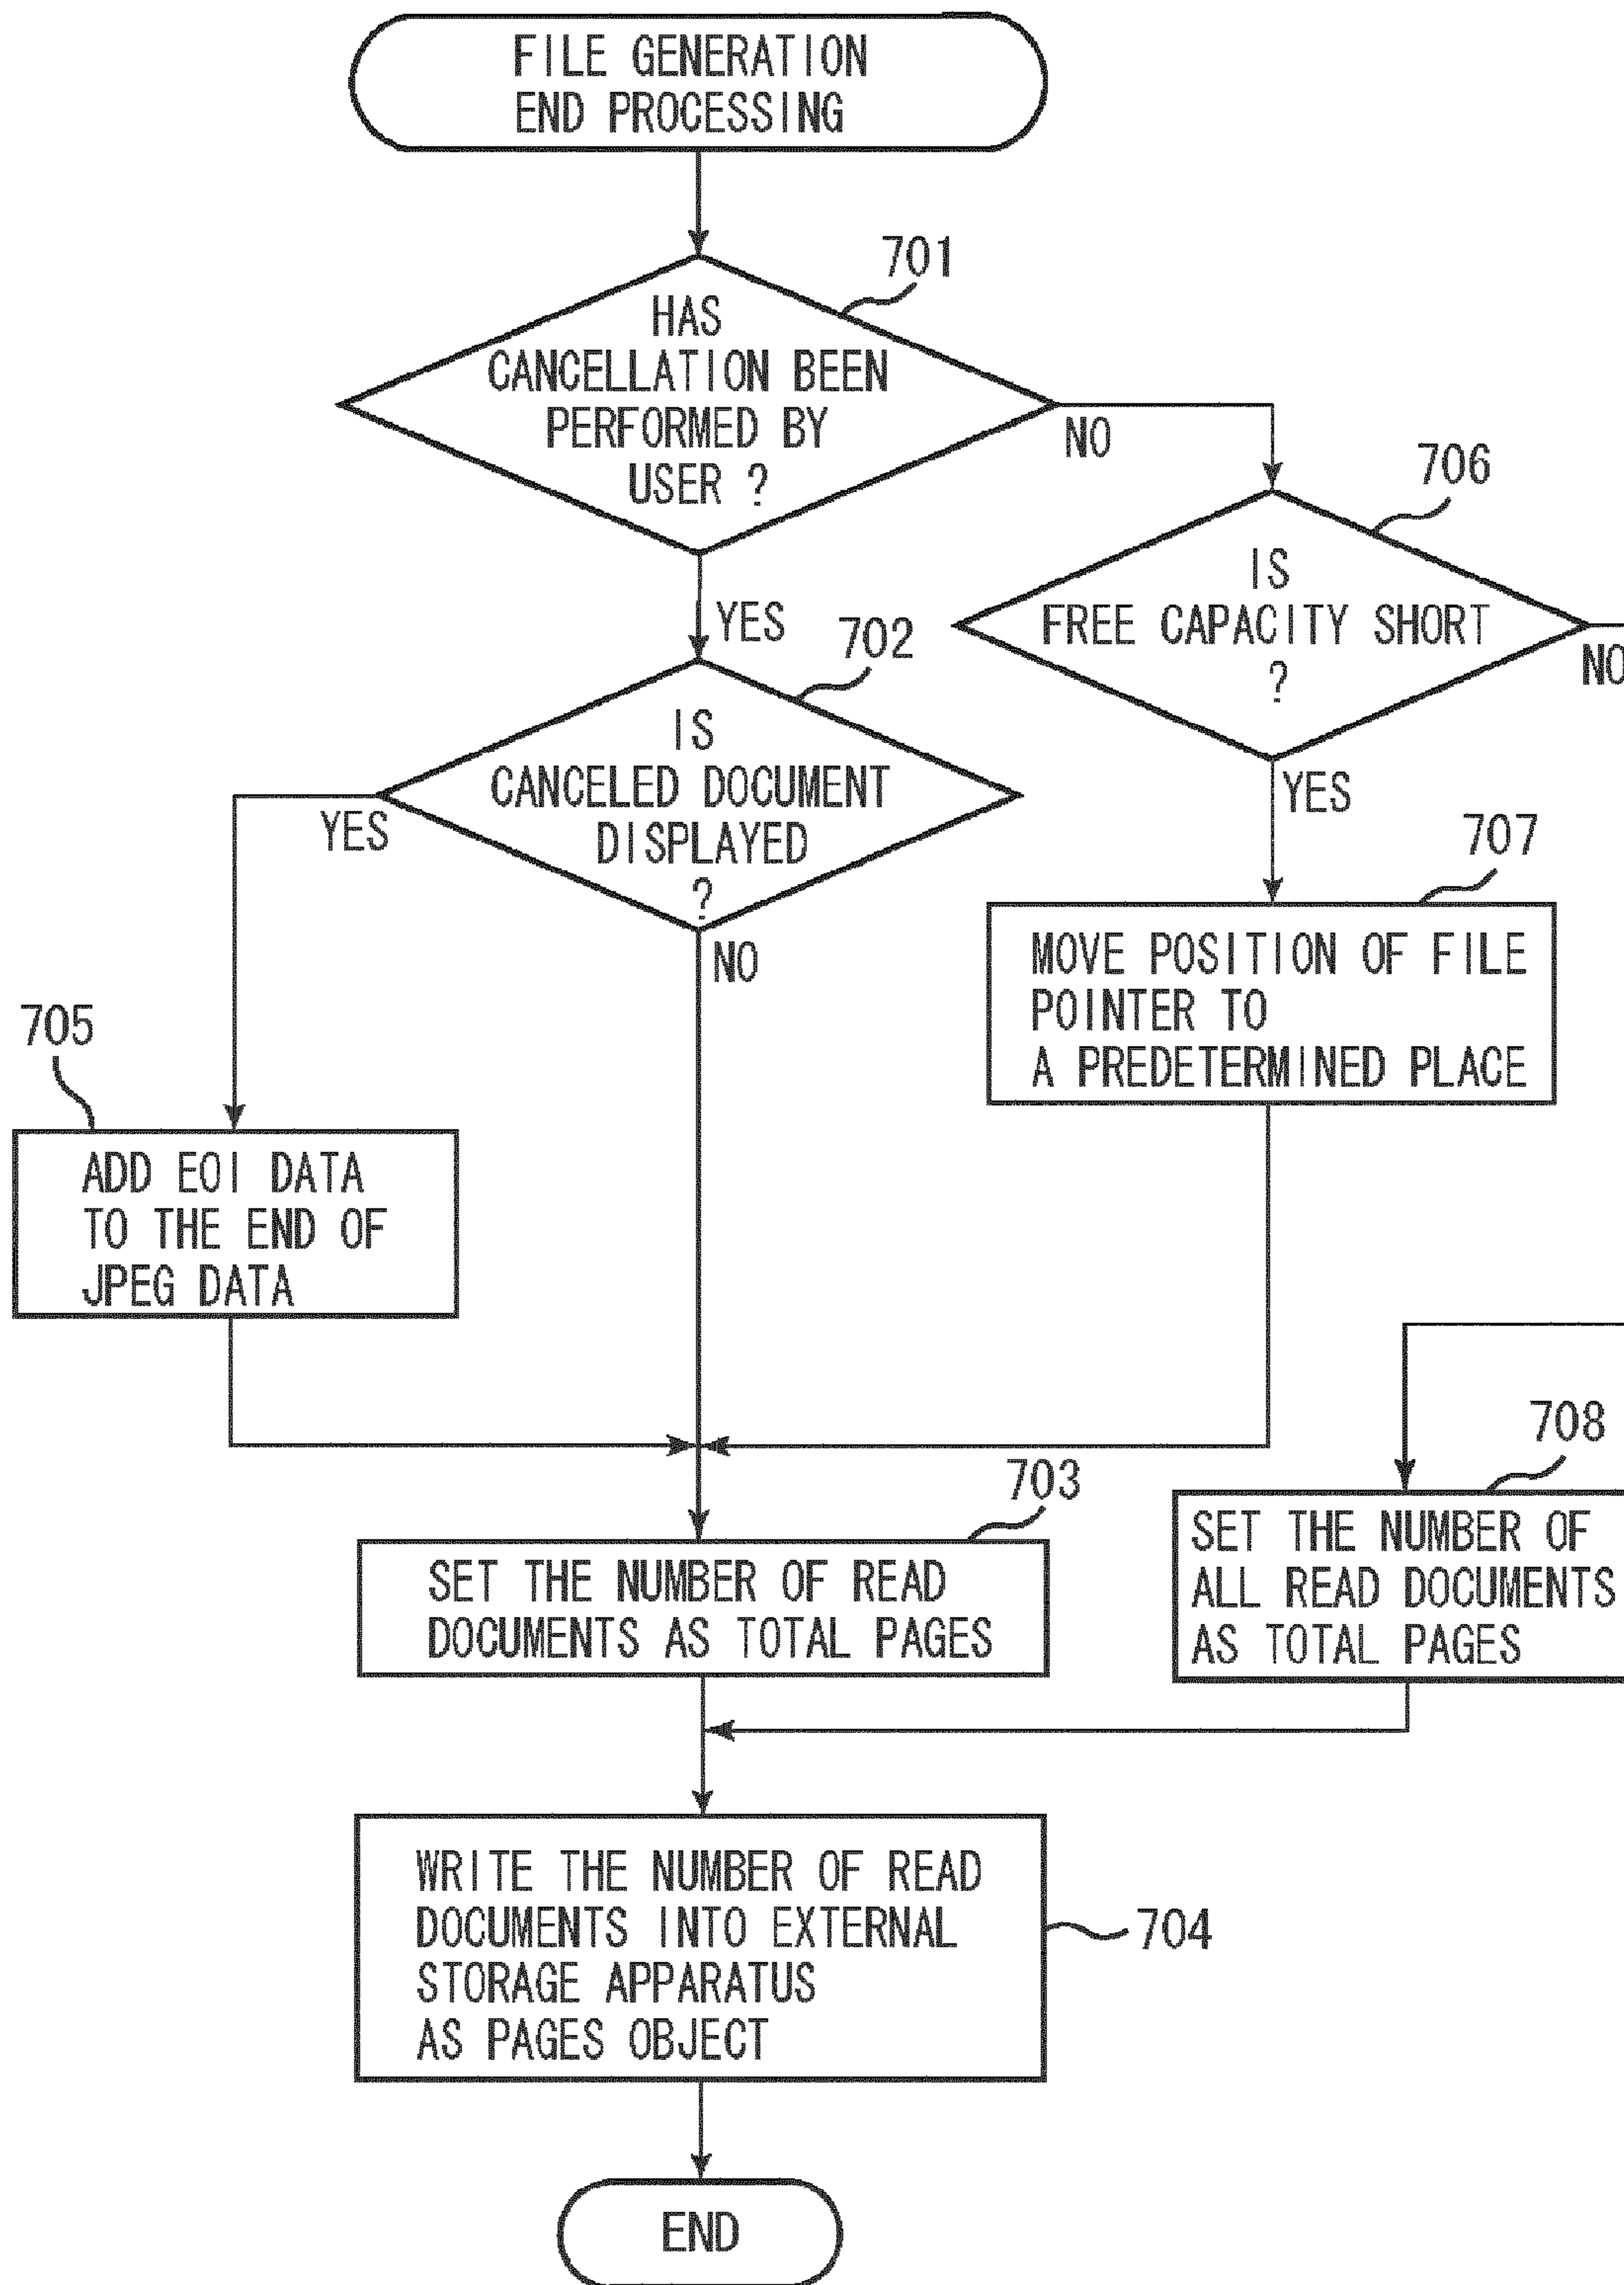 FILE GENERATION
END PROCESSING
701
HAS
CANCELLATION BEEN
PERFORMED BY
USER ?
NO
706
IS
FREE CAPACITY SHORT
?
NO
YES
702
IS
CANCELED DOCUMENT
DISPLAYED
?
YES
NO
YES
707
MOVE POSITION OF FILE
POINTER TO
A PREDETERMINED PLACE
705
ADD EOI DATA
TO THE END OF
JPEG DATA
708
SET THE NUMBER OF
ALL READ DOCUMENTS
AS TOTAL PAGES
703
SET THE NUMBER OF READ
DOCUMENTS AS TOTAL PAGES
WRITE THE NUMBER OF READ
DOCUMENTS INTO EXTERNAL
STORAGE APPARATUS
AS PAGES OBJECT
704
END